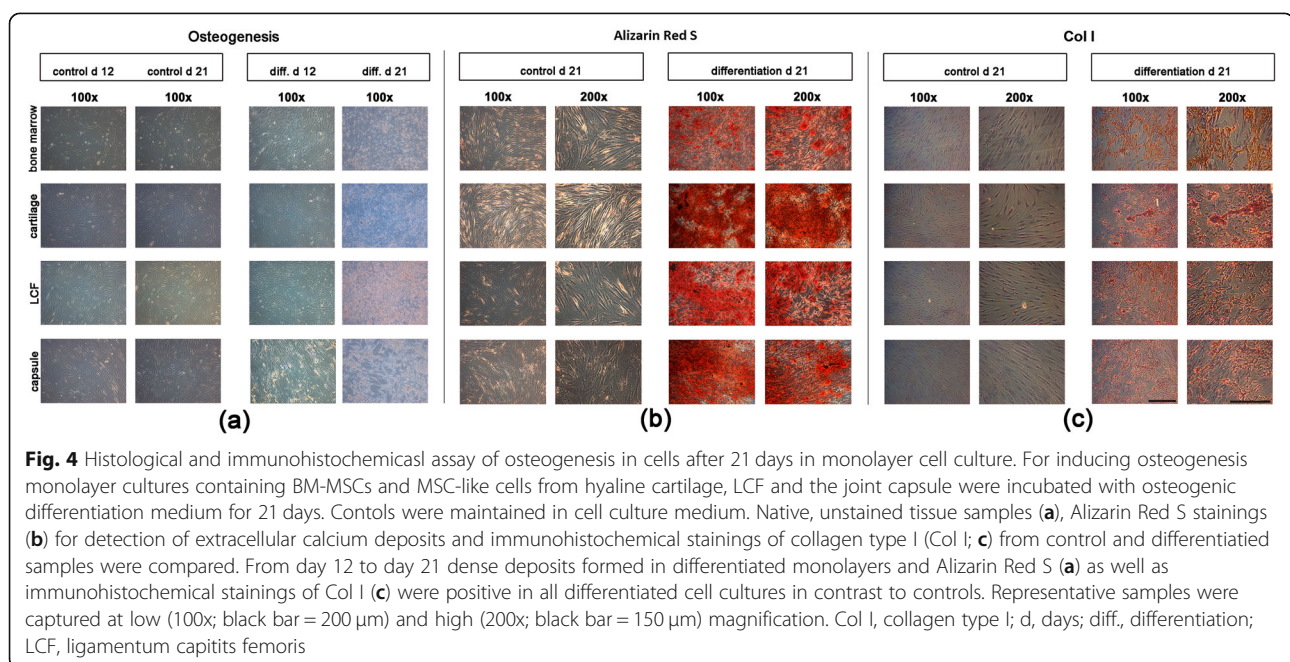 Osteogenesis
Alizarin Red S
Col I
control d 12 control d 21 diff. d 12 diff. d 21
control d 21 differentiation d 21
control d 21 differentiation d 21
100x 100x 100x 100x
100x 200x 100x 200x
100x 200x 100x 200x
bone marrow
cartilage
LCF
capsule
(a) (b) (c)
Fig. 4 Histological and immunohistochemicasl assay of osteogenesis in cells after 21 days in monolayer cell culture. For inducing osteogenesis
monolayer cultures containing BM-MSCs and MSC-like cells from hyaline cartilage, LCF and the joint capsule were incubated with osteogenic
differentiation medium for 21 days. Contols were maintained in cell culture medium. Native, unstained tissue samples (a), Alizarin Red S stainings
(b) for detection of extracellular calcium deposits and immunohistochemical stainings of collagen type I (Col I; c) from control and differentiatied
samples were compared. From day 12 to day 21 dense deposits formed in differentiated monolayers and Alizarin Red S (a) as well as
immunohistochemical stainings of Col I (c) were positive in all differentiated cell cultures in contrast to controls. Representative samples were
captured at low (100x; black bar = 200 μm) and high (200x; black bar = 150 μm) magnification. Col I, collagen type I; d, days; diff., differentiation;
LCF, ligamentum capitits femoris